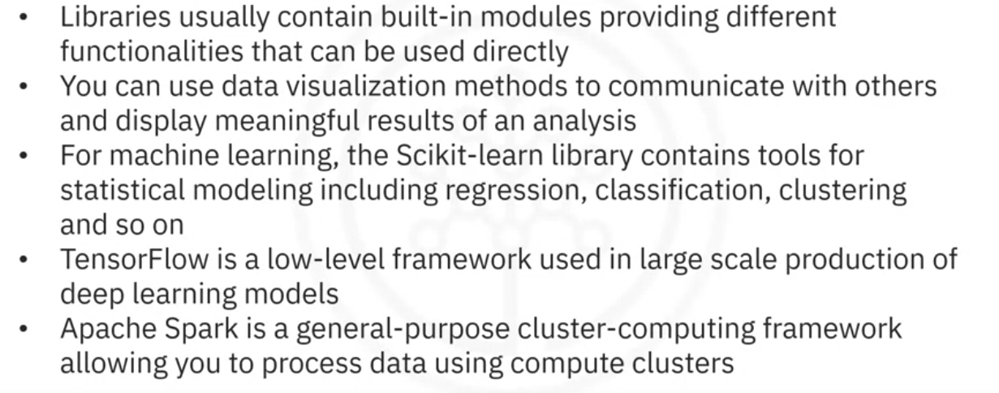 • Libraries usually contain built-in modules providing different
functionalities that can be used directly
• You can use data visualization methods to communicate with others
and display meaningful results of an analysis
• For machine learning, the Scikit-learn library contains tools for
statistical modeling including regression, classification, clustering
and so on
• TensorFlow is a low-level framework used in large scale production of
deep learning models
• Apache Spark is a general-purpose cluster-computing framework
allowing you to process data using compute clusters